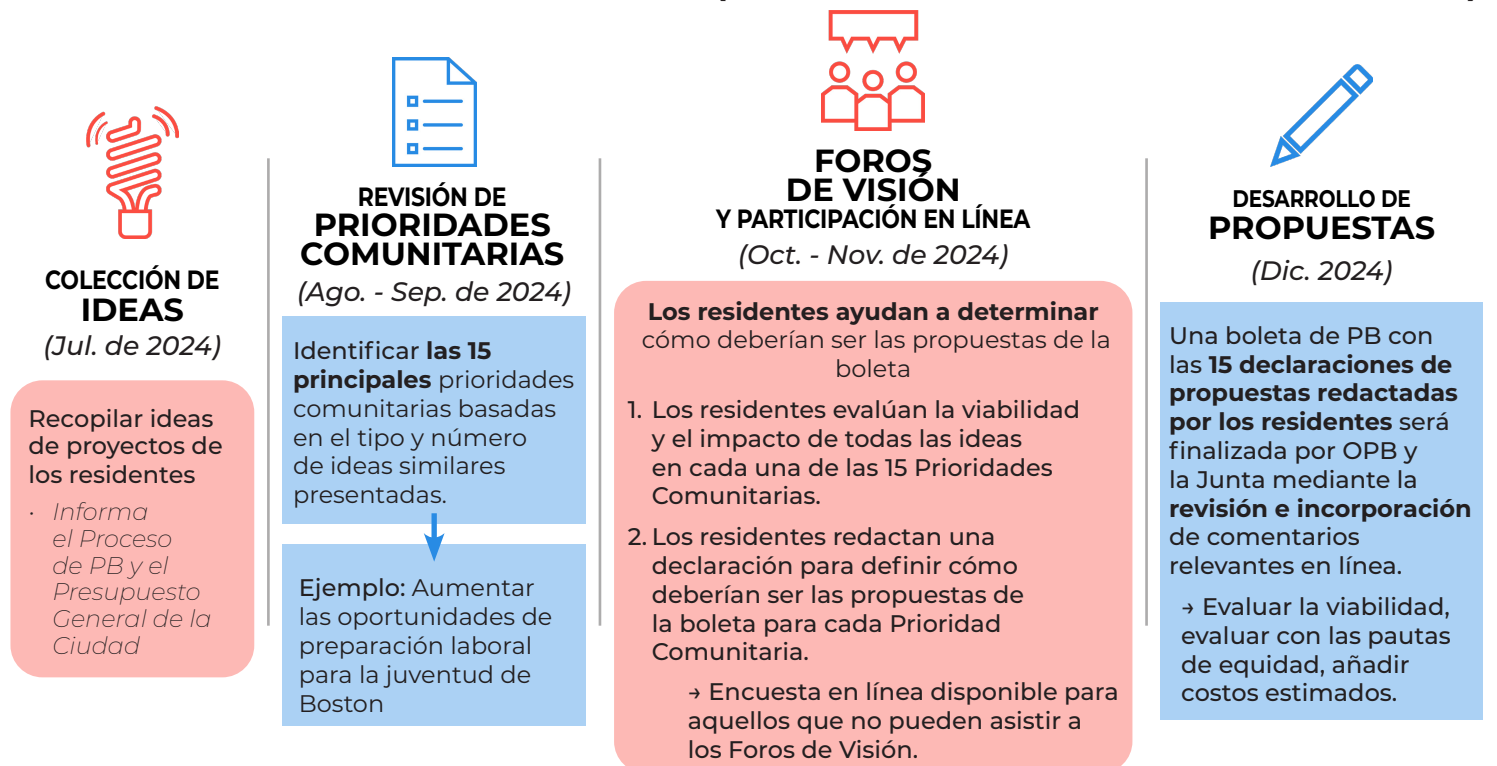 COLECCIÓN DE
IDEAS
(Jul. de 2024)
Recopilar ideas
de proyectos de
los residentes
· Informa
el Proceso
de PB y el
Presupuesto
General de la
Ciudad
REVISIÓN DE
PRIORIDADES
COMUNITARIAS
(Ago. - Sep. de 2024)
Identificar las 15
principales prioridades
comunitarias basadas
en el tipo y número
de ideas similares
presentadas.
Ejemplo: Aumentar
las oportunidades de
preparación laboral
para la juventud de
Boston
FOROS
DE VISIÓN
Y PARTICIPACIÓN EN LÍNEA
(Oct. - Nov. de 2024)
Los residentes ayudan a determinar
cómo deberían ser las propuestas de la
boleta
1. Los residentes evalúan la viabilidad
y el impacto de todas las ideas
en cada una de las 15 Prioridades
Comunitarias.
2. Los residentes redactan una
declaración para definir cómo
deberían ser las propuestas de
la boleta para cada Prioridad
Comunitaria.
→ Encuesta en línea disponible para
aquellos que no pueden asistir a
los Foros de Visión.
DESARROLLO DE
PROPUESTAS
(Dic. 2024)
Una boleta de PB con
las 15 declaraciones de
propuestas redactadas
por los residentes será
finalizada por OPB y
la Junta mediante la
revisión e incorporación
de comentarios
relevantes en línea.
→ Evaluar la viabilidad,
evaluar con las pautas
de equidad, añadir
costos estimados.